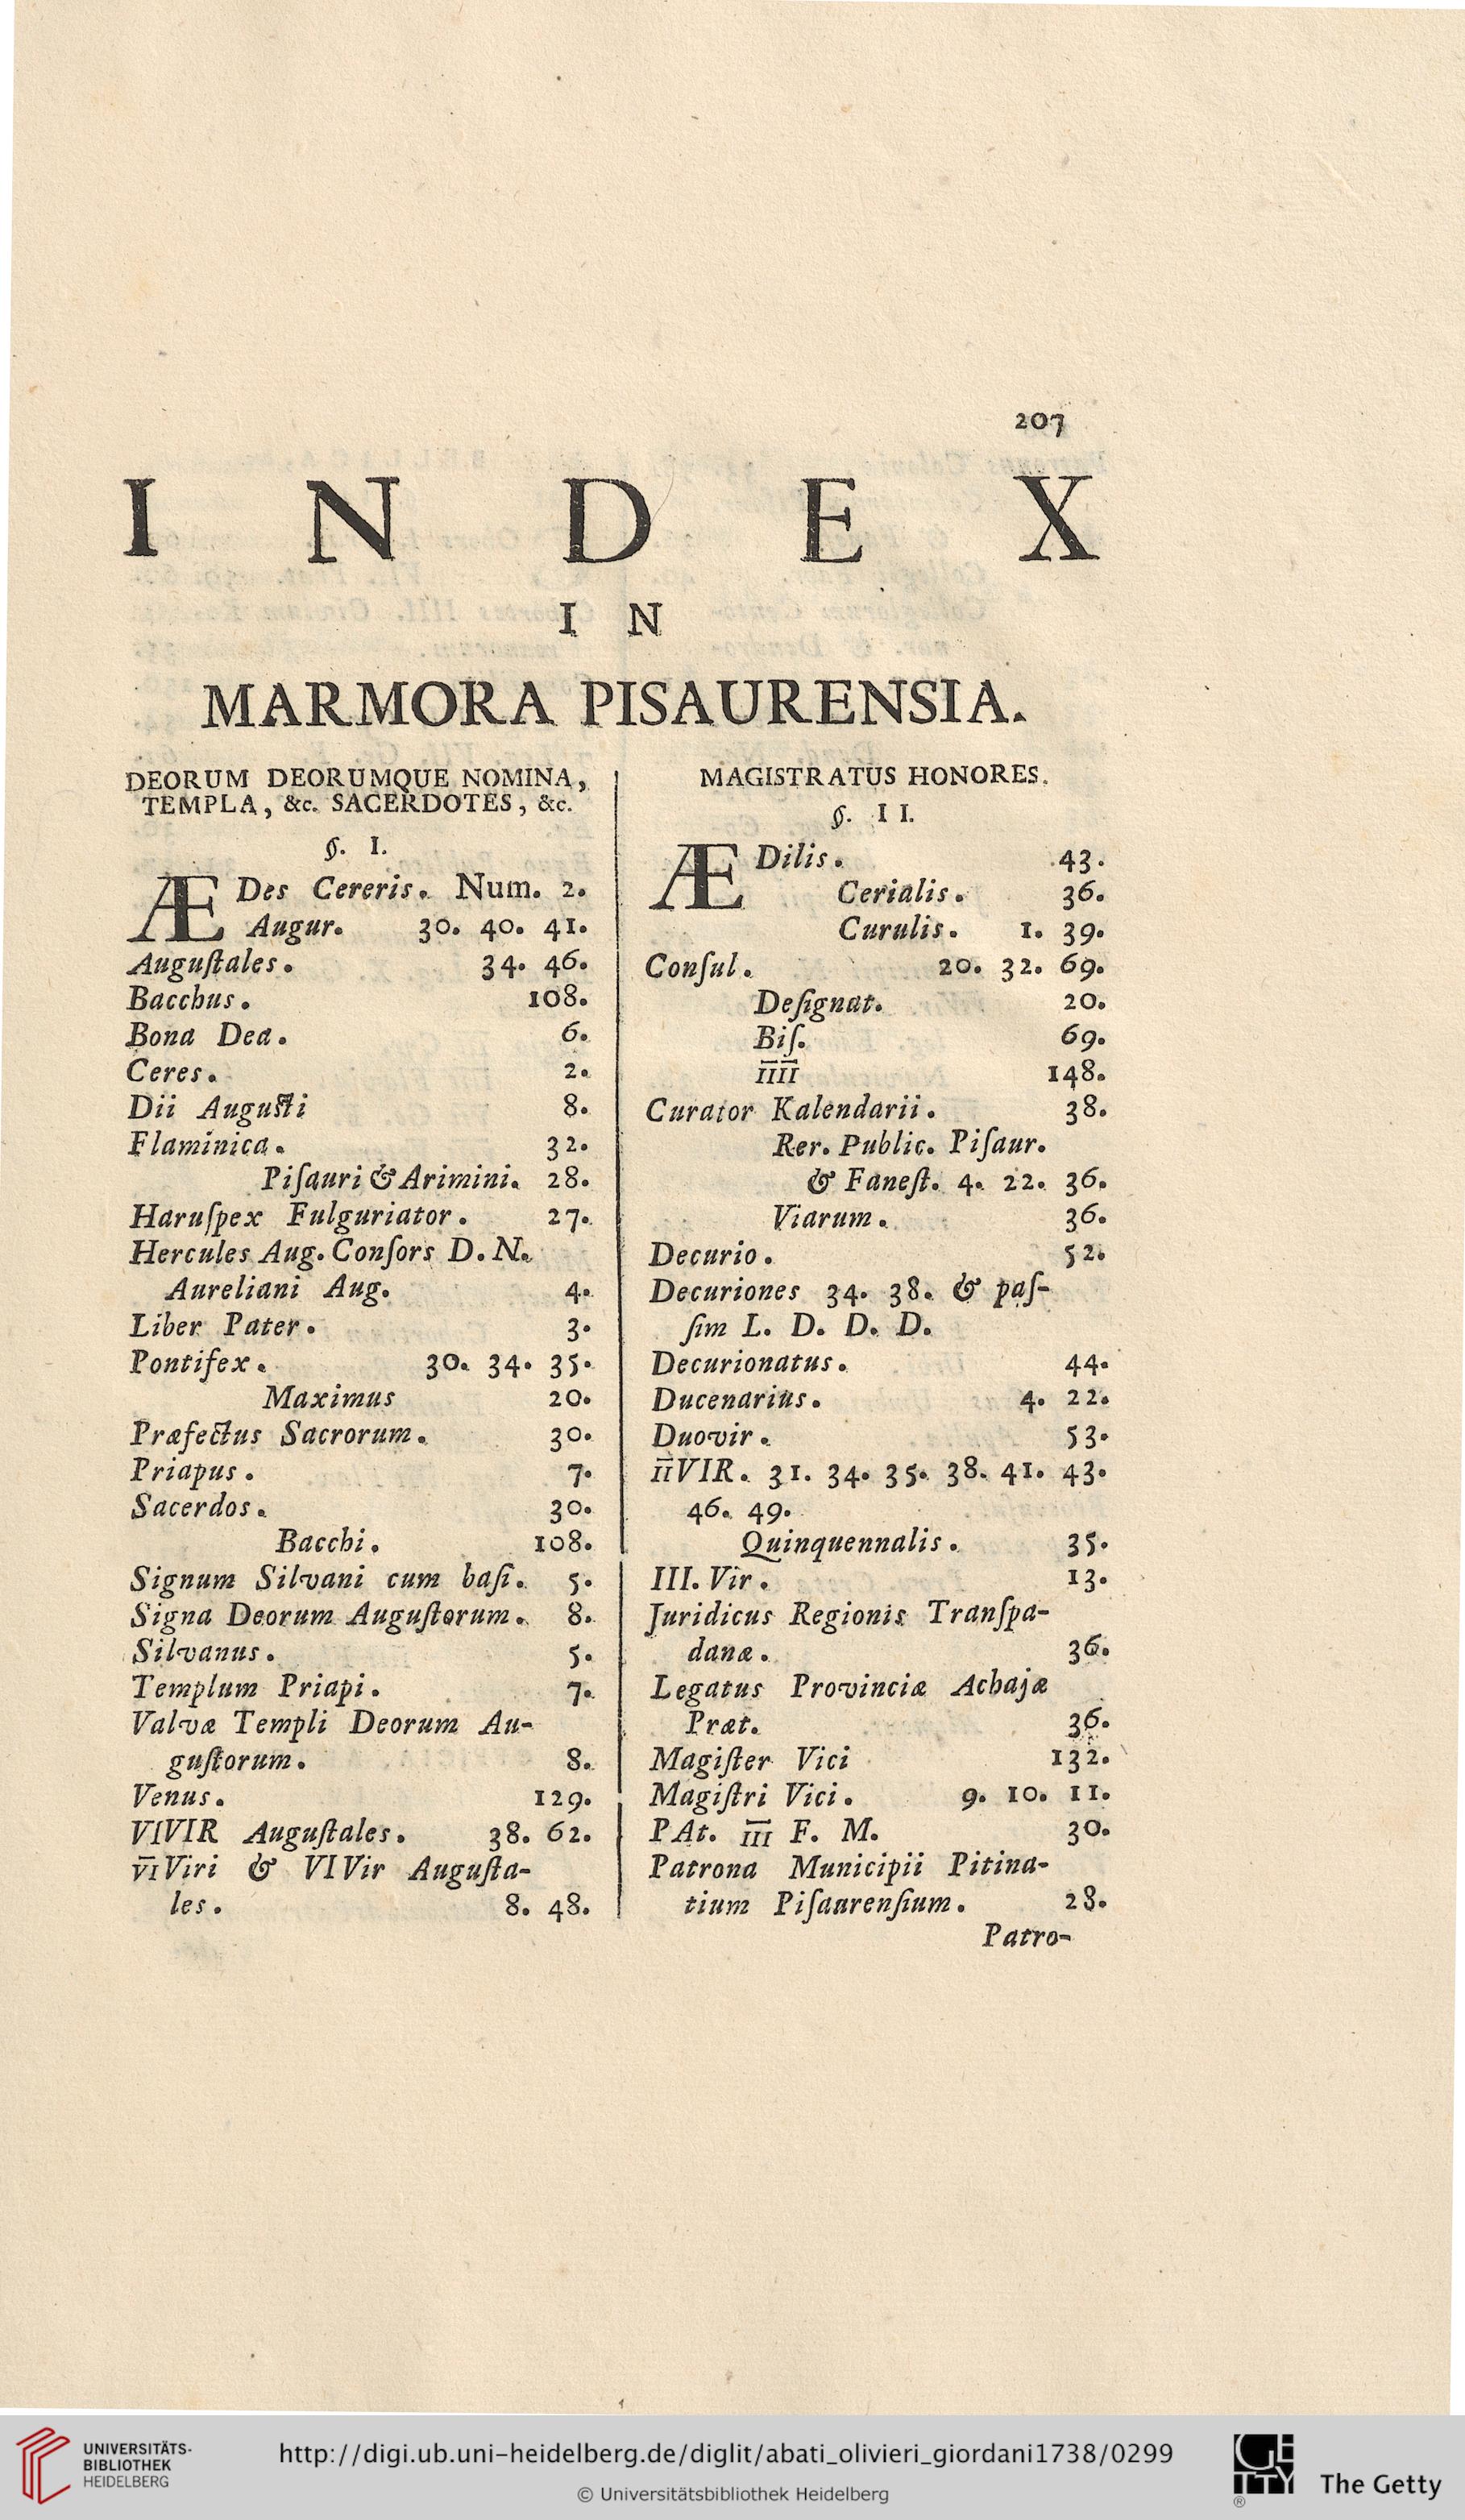 207
I N D E X
I N
MARMORA PISAURENSIA.
DEORUM DEORUMQUE NOMINA,
TEMPLA, &c. SACERDOTES, &c.
§. I.
ÆDes Cereris. Num. 2.
Augur. 30. 40. 41.
Auguſtales. 34. 46.
Bacchus. 108.
Bona Dea. 6.
Ceres. 2.
Dii Auguſti 8.
Flaminica. 32.
Piſauri & Arimini. 28.
Haruſpex Fulguriator. 27.
Hercules Aug. Conſors D. N.
Aureliani Aug. 4.
Liber Pater. 3.
Pontifex. 30. 34. 35.
Maximus 20.
Præfectus Sacrorum. 30.
Priapus. 7.
Sacerdos. 30.
Bacchi. 108.
Signum Silvani cum baſi. 5.
Signa Deorum Auguſtorum. 8.
Silvanus. 5.
Templum Priapi. 7.
Valvæ Templi Deorum Au-
guſtorum. 8.
Venus. 129.
VIVIR Auguſtales. 38. 62.
V̅I̅Viri & VIVir Auguſta-
les. 8. 48.
MAGISTRATUS HONORES.
§. II.
ÆDilis. 43.
Cerialis. 36.
Curulis. 1. 39.
Conſul. 20. 32. 69.
Deſignat. 20.
Biſ. 69.
I̅I̅I̅I̅ 148.
Curator Kalendarii. 38.
Rer. Public. Piſaur.
& Faneſt. 4. 22. 36.
Viarum. 36.
Decurio. 52.
Decuriones 34. 38. & paſ-
ſim L. D. D. D.
Decurionatus. 44.
Ducenarius. 4. 22.
Duovir. 53.
I̅I̅VIR. 31. 34. 35. 38. 41. 43.
46. 49.
Quinquennalis. 35.
III. Vir. 13.
Juridicus Regionis Tranſpa-
danæ. 36.
Legatus Provinciæ Achajæ
Præt. 36.
Magiſter Vici 132.
Magiſtri Vici. 9. 10. 11.
PAt. I̅I̅I̅ F. M. 30.
Patrona Municipii Pitina-
tium Piſaurenſium. 28.
Patro-
UNIVERSITÄTS-
BIBLIOTHEK
HEIDELBERG
http://digi.ub.uni-heidelberg.de/diglit/abati_olivieri_giordani1738/0299
© Universitätsbibliothek Heidelberg
GETTY
®
The Getty